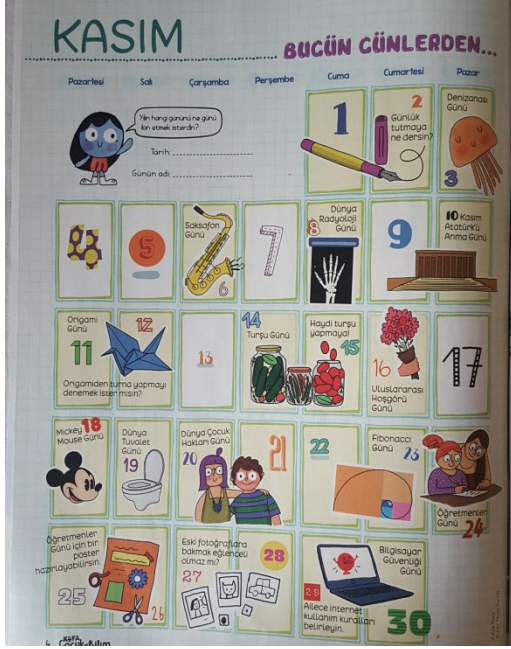 KASIM
BUGÜN GÜNLERDEN...
Pazartesi Salı Çarşamba Perşembe Cuma Cumartesi Pazar
Yılın hangi gününü ne günü
ilan etmek isterdin?
Tarih:
Günün adı:
1
2
Günlük
tutmaya
ne dersin?
Denizanası
Günü
3
4
5
Saksafon
Günü
6
7
Dünya
Radyoloji
Günü
8
9
10 Kasım
Atatürk'ü
Anma Günü
Origami
Günü
11
12
Origamiden turna yapmayı
denemek ister misin?
13
14
Turşu Günü
Haydi turşu
yapmaya!
15
16
Uluslararası
Hoşgörü
Günü
17
Mickey 18
Mouse Günü
Dünya
Tuvalet
Günü
19
Dünya Çocuk
Hakları Günü
20
21
22
Fibonacci
Günü
23
Öğretmenler
Günü 24
Öğretmenler
Günü için bir
poster
hazırlayabilirsin.
25
26
Eski fotoğraflara
bakmak eğlenceli
olmaz mı?
27
28
29
Ailece internet
kullanım kuralları
belirleyin.
Bilgisayar
Güvenliği
Günü
30
4
KAFA
Çocuk Bilim